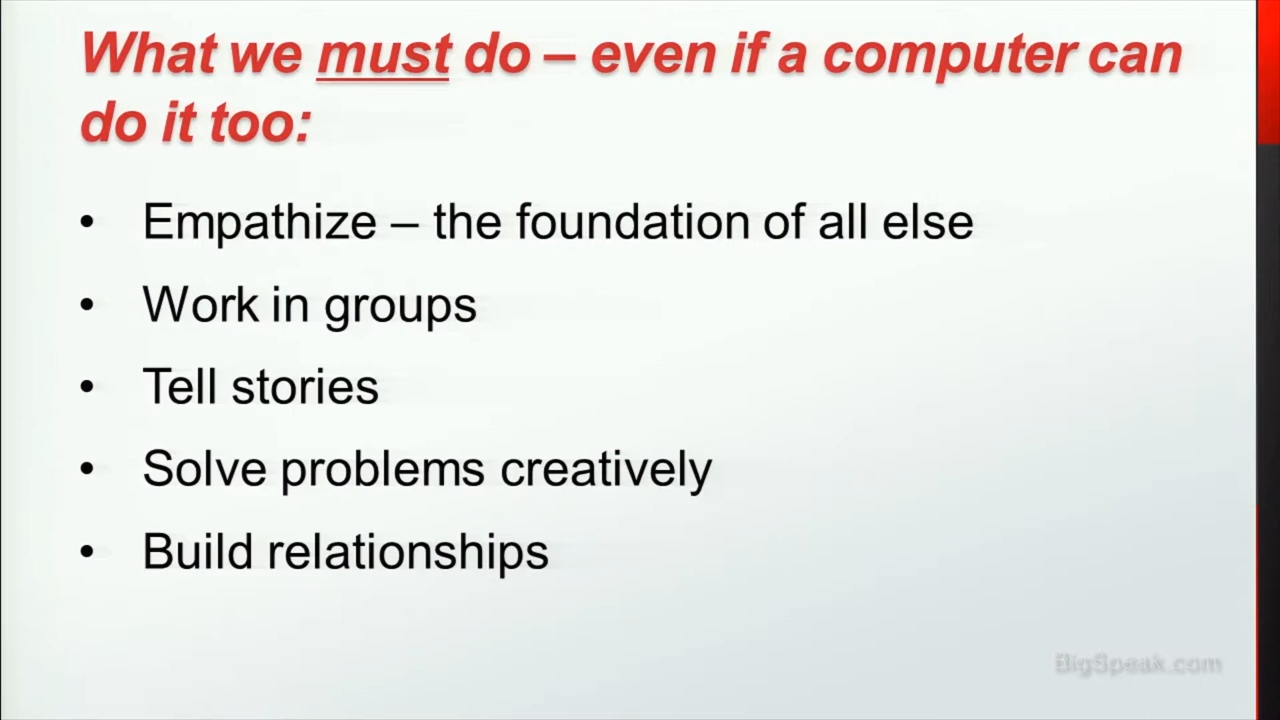 What we must do – even if a computer can
do it too:
• Empathize – the foundation of all else
• Work in groups
• Tell stories
• Solve problems creatively
• Build relationships
BigSpeak.com